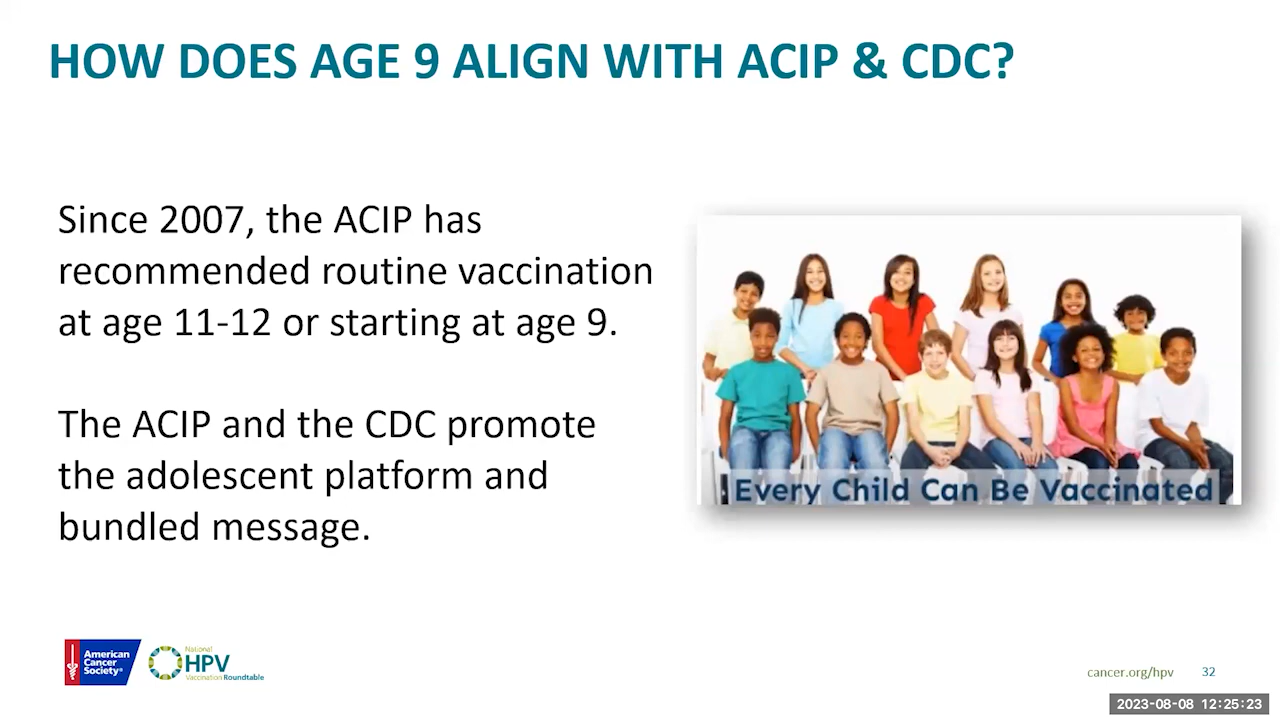 HOW DOES AGE 9 ALIGN WITH ACIP & CDC?
Since 2007, the ACIP has
recommended routine vaccination
at age 11-12 or starting at age 9.
The ACIP and the CDC promote
the adolescent platform and
bundled message.
Every Child Can Be Vaccinated
American
Cancer
Society®
National
HPV
Vaccination Roundtable
cancer.org/hpv
32
2023-08-08 12:25:23